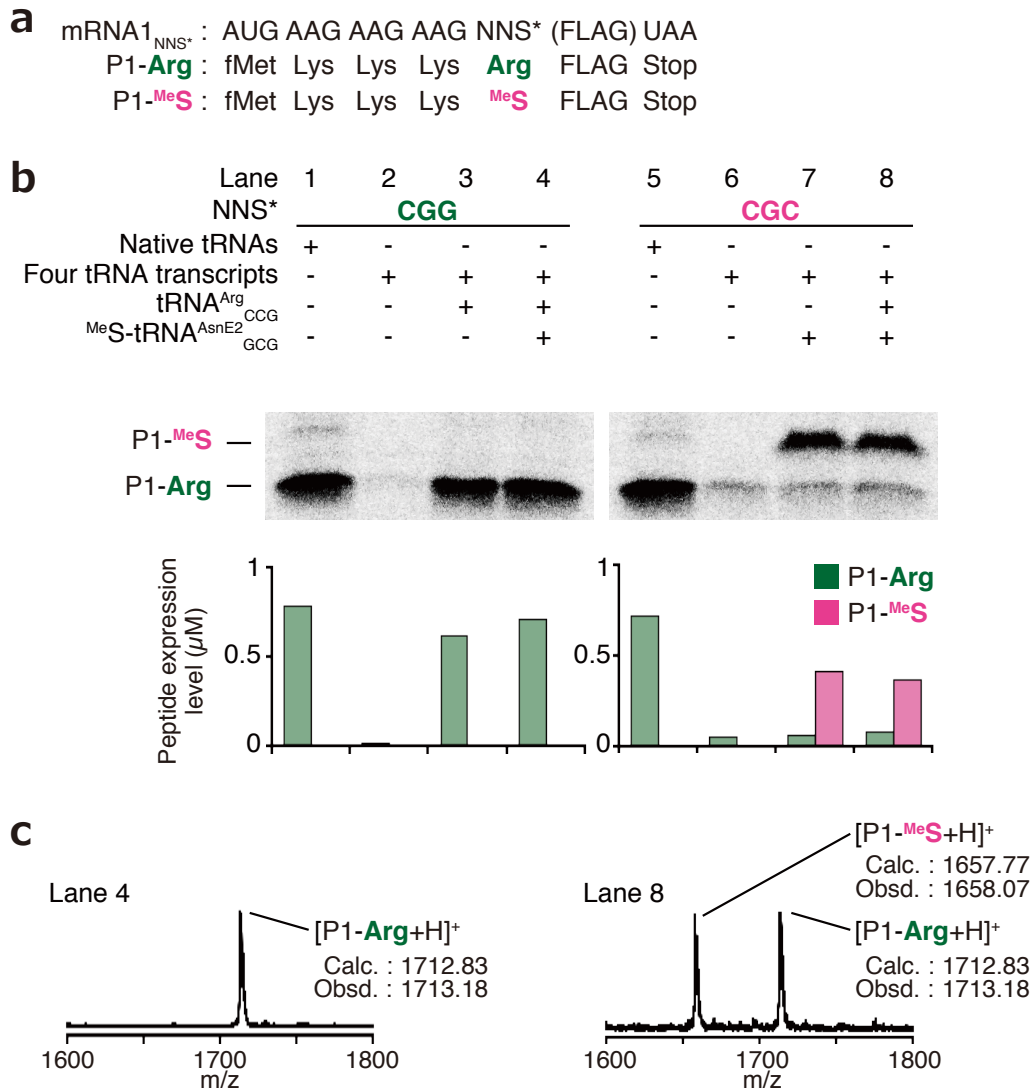 a
mRNA1NNS* : AUG AAG AAG AAG NNS* (FLAG) UAA
P1-Arg : fMet Lys Lys Lys Arg FLAG Stop
P1-MeS : fMet Lys Lys Lys MeS FLAG Stop
b
Lane 1 2 3 4 5 6 7 8
NNS* CGG CGC
Native tRNAs + - - - + - - -
Four tRNA transcripts - + + + - + + +
tRNAArgCCG - - + + - - - +
MeS-tRNAAsnE2GCG - - - + - - + +
P1-MeS
P1-Arg
Peptide expression
level (µM)
1
0.5
0
1
0.5
0
P1-Arg
P1-MeS
c
Lane 4
[P1-Arg+H]+
Calc. : 1712.83
Obsd. : 1713.18
1600 1700 1800
m/z
Lane 8
[P1-MeS+H]+
Calc. : 1657.77
Obsd. : 1658.07
[P1-Arg+H]+
Calc. : 1712.83
Obsd. : 1713.18
1600 1700 1800
m/z